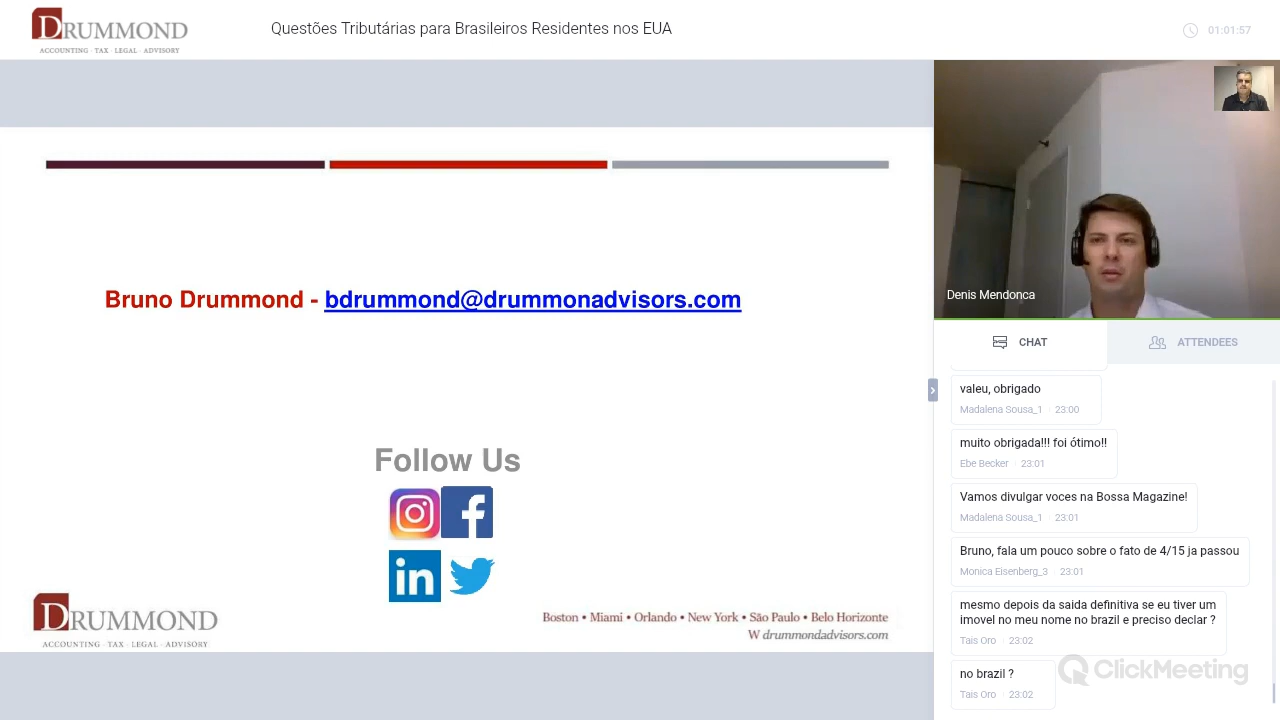 DRUMMOND
ACCOUNTING · TAX · LEGAL · ADVISORY
Questões Tributárias para Brasileiros Residentes nos EUA
01:01:57
Bruno Drummond - bdrummond@drummonadvisors.com
Follow Us
in
DRUMMOND
ACCOUNTING · TAX · LEGAL · ADVISORY
Boston • Miami • Orlando • New York • São Paulo • Belo Horizonte
W drummondadvisors.com
Denis Mendonca
CHAT
ATTENDEES
valeu, obrigado
Madalena Sousa_1 · 23:00
muito obrigada!!! foi ótimo!!
Ebe Becker · 23:01
Vamos divulgar voces na Bossa Magazine!
Madalena Sousa_1 · 23:01
Bruno, fala um pouco sobre o fato de 4/15 ja passou
Monica Eisenberg_3 · 23:01
mesmo depois da saida definitiva se eu tiver um
imovel no meu nome no brazil e preciso declar ?
Tais Oro · 23:02
no brazil ?
Tais Oro · 23:02
ClickMeeting